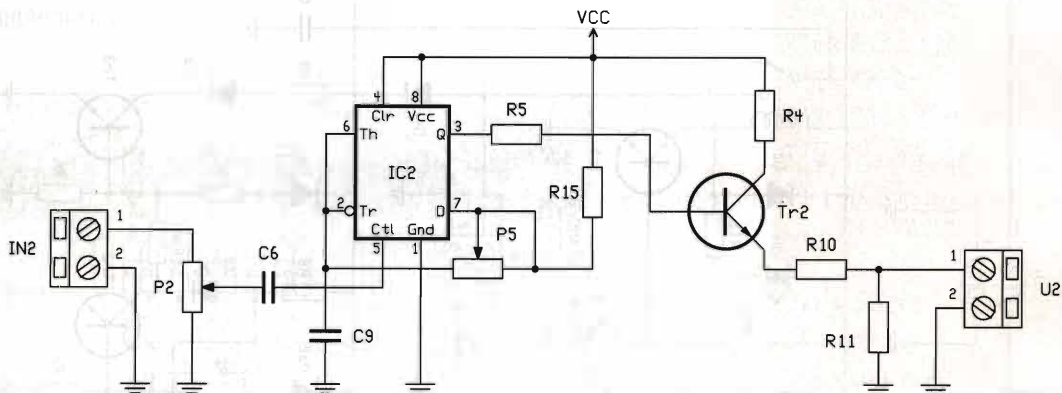 VCC
4
8
Clr
Vcc
6
Th
Q
3
R5
R4
IC2
R15
2
Tr
D
7
Ctl
Gnd
5
1
P5
Tr2
IN2
1
2
P2
C6
C9
R10
R11
1
2
U2